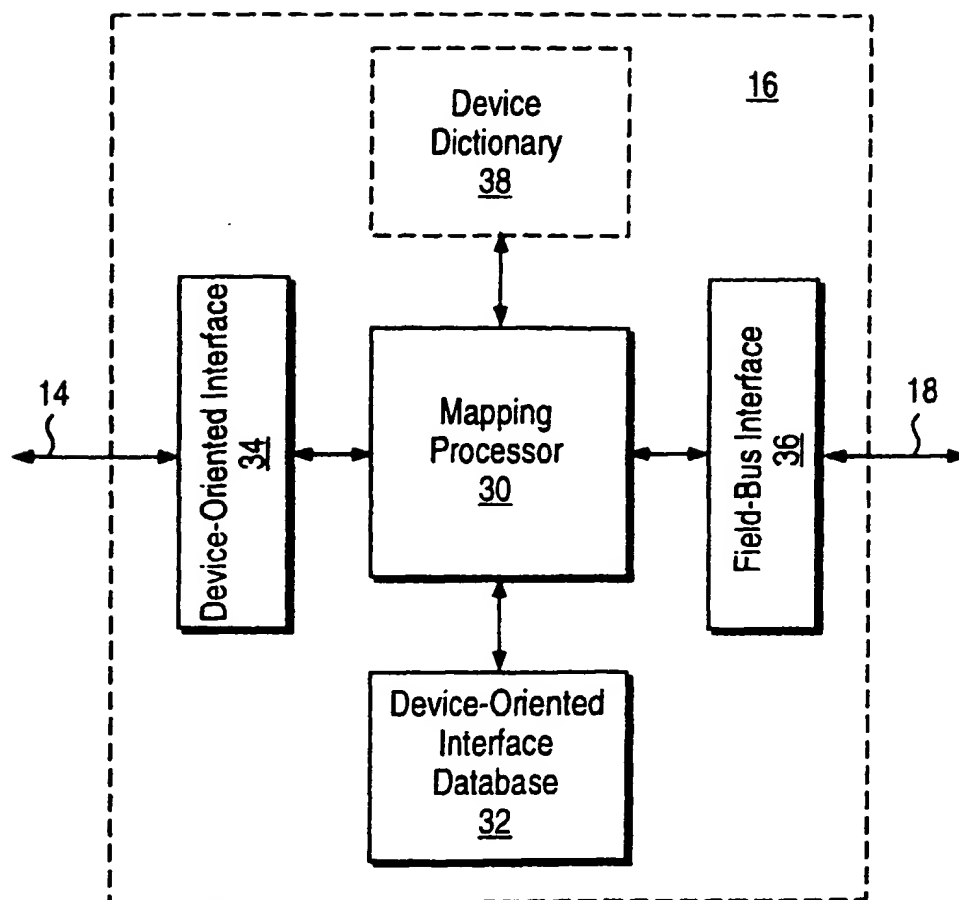 16
Device
Dictionary
38
14
Device-Oriented Interface
34
Mapping
Processor
30
Field-Bus Interface
36
18
Device-Oriented
Interface
Database
32